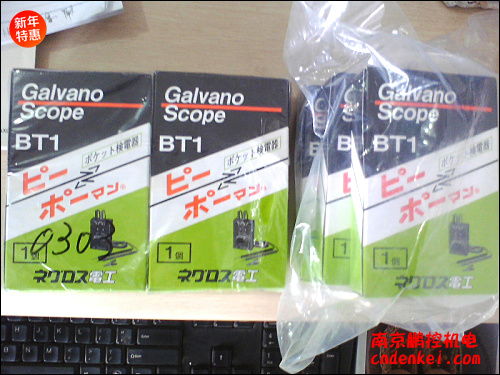 新年
特惠
Galvano
Scope
BT1
ポケット検電器
ピー
ポーマン®
0305
1個
ネグロス電工
Galvano
Scope
BT1
ポケット検電器
ピー
ポーマン®
1個
ネグロス電工
Galvano
Scope
BT1
ポケット検電器
ピー
ポーマン
1個
ネグロス電工
南京鹏控机电
cndenkei.com